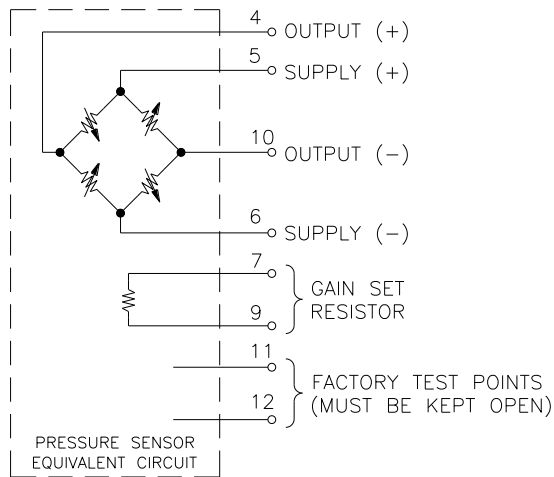 4
OUTPUT (+)
5
SUPPLY (+)
10
OUTPUT (-)
6
SUPPLY (-)
7
GAIN SET
RESISTOR
9
11
FACTORY TEST POINTS
(MUST BE KEPT OPEN)
12
PRESSURE SENSOR
EQUIVALENT CIRCUIT